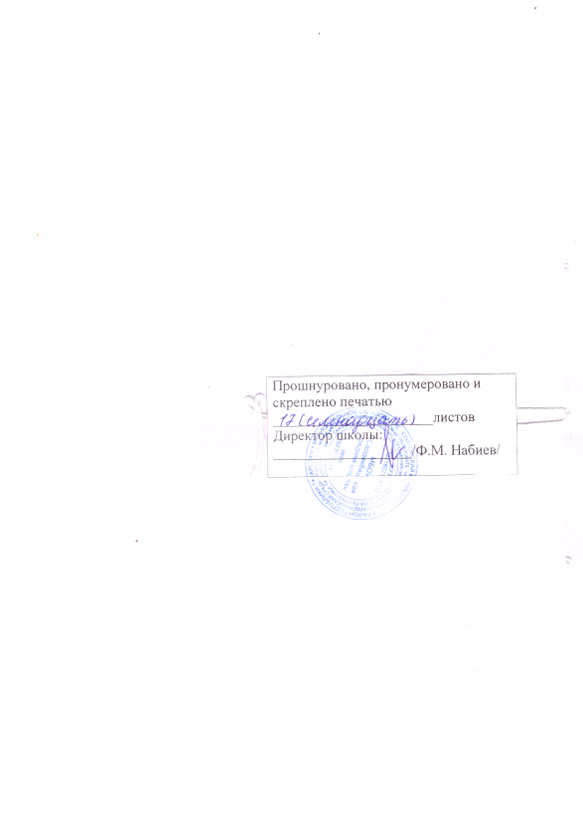 Прошнуровано, пронумеровано и
скреплено печатью
17 (семнадцать) листов
Директор школы:
/Ф.М. Набиев/